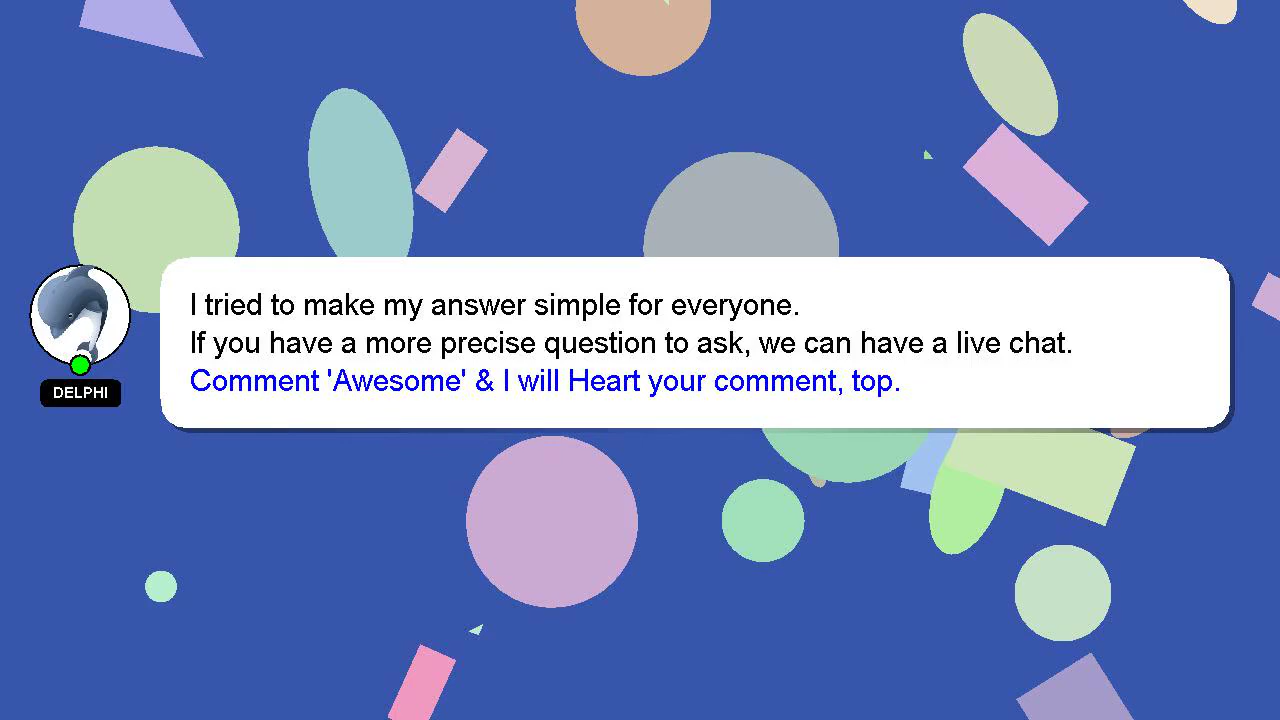 I tried to make my answer simple for everyone.
If you have a more precise question to ask, we can have a live chat.
Comment 'Awesome' & I will Heart your comment, top.
DELPHI